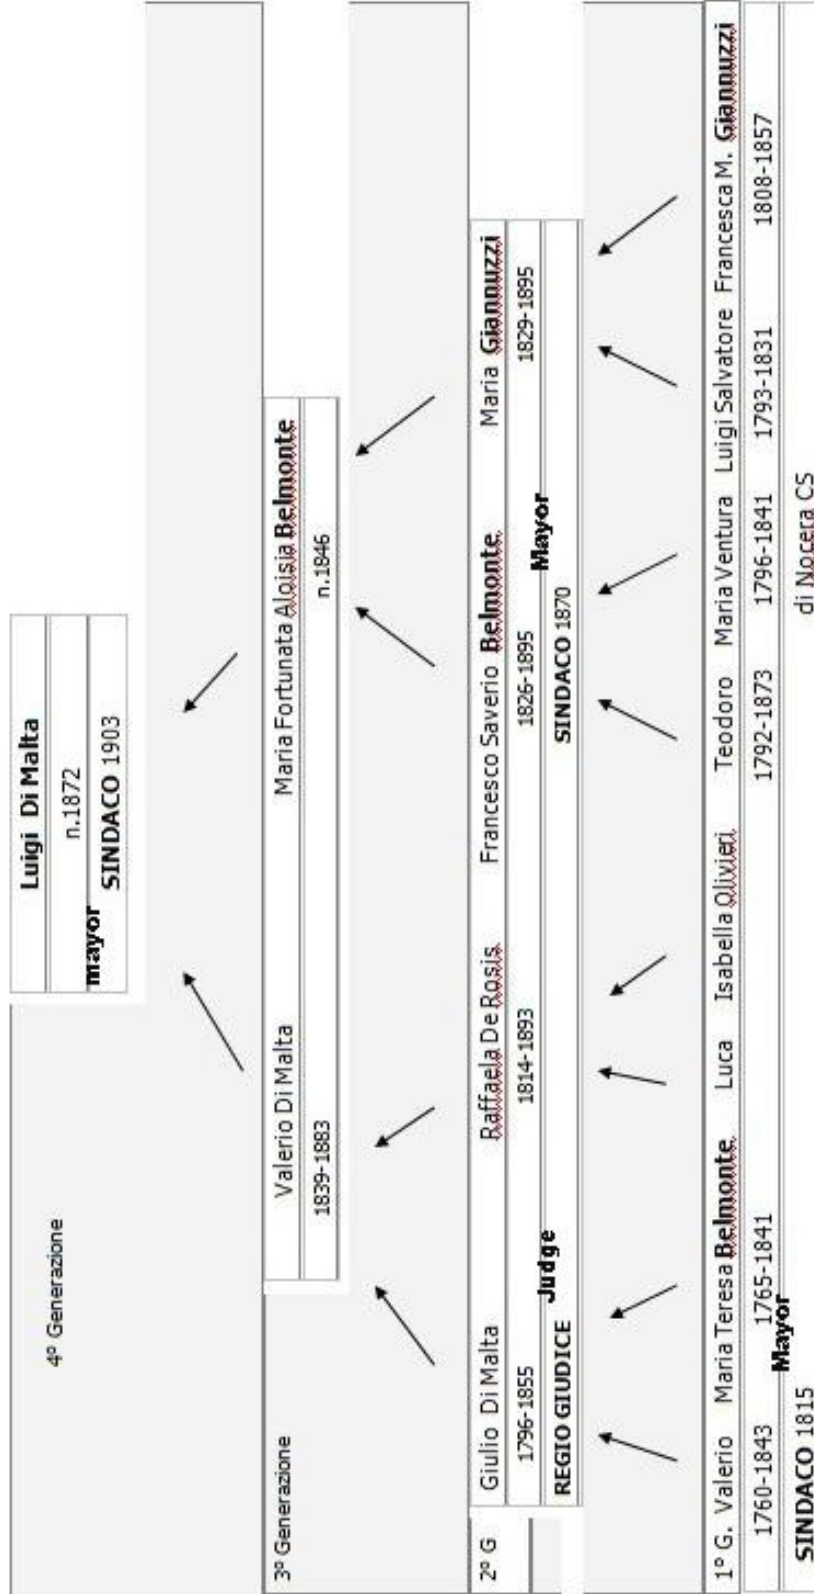 Luigi Di Malta
n.1872
mayor
SINDACO 1903
4º Generazione
Valerio Di Malta Maria Fortunata Aloisia Belmonte
1839-1883 n.1846
3º Generazione
2º G Giulio Di Malta Raffaela De Rosis Francesco Saverio Belmonte Maria Giannuzzi
1796-1855 1814-1893 1826-1895 1829-1895
Judge Mayor
REGIO GIUDICE SINDACO 1870
1º G. Valerio Maria Teresa Belmonte Luca Isabella Olivieri Teodoro Maria Ventura Luigi Salvatore Francesca M. Giannuzzi
1760-1843 1765-1841 1792-1873 1796-1841 1793-1831 1808-1857
Mayor
SINDACO 1815 di Nocera CS